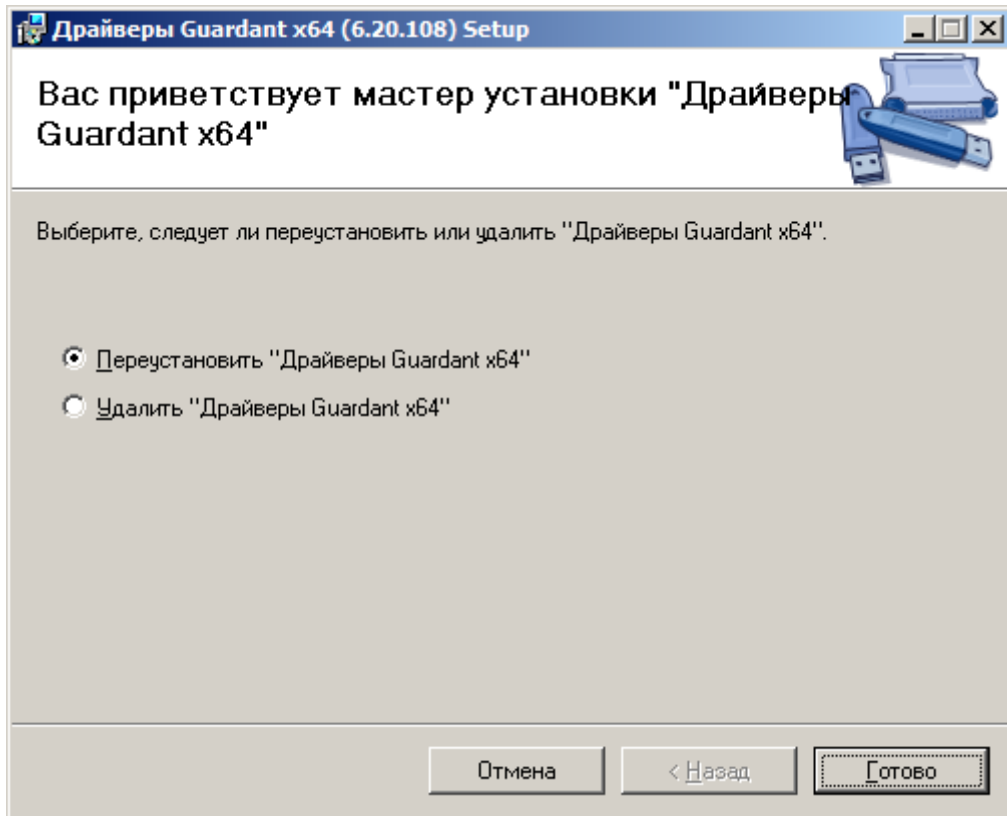 Драйверы Guardant x64 (6.20.108) Setup
Вас приветствует мастер установки "Драйверы
Guardant x64"
Выберите, следует ли переустановить или удалить "Драйверы Guardant x64".
Переустановить "Драйверы Guardant x64"
Удалить "Драйверы Guardant x64"
Отмена
< Назад
Готово